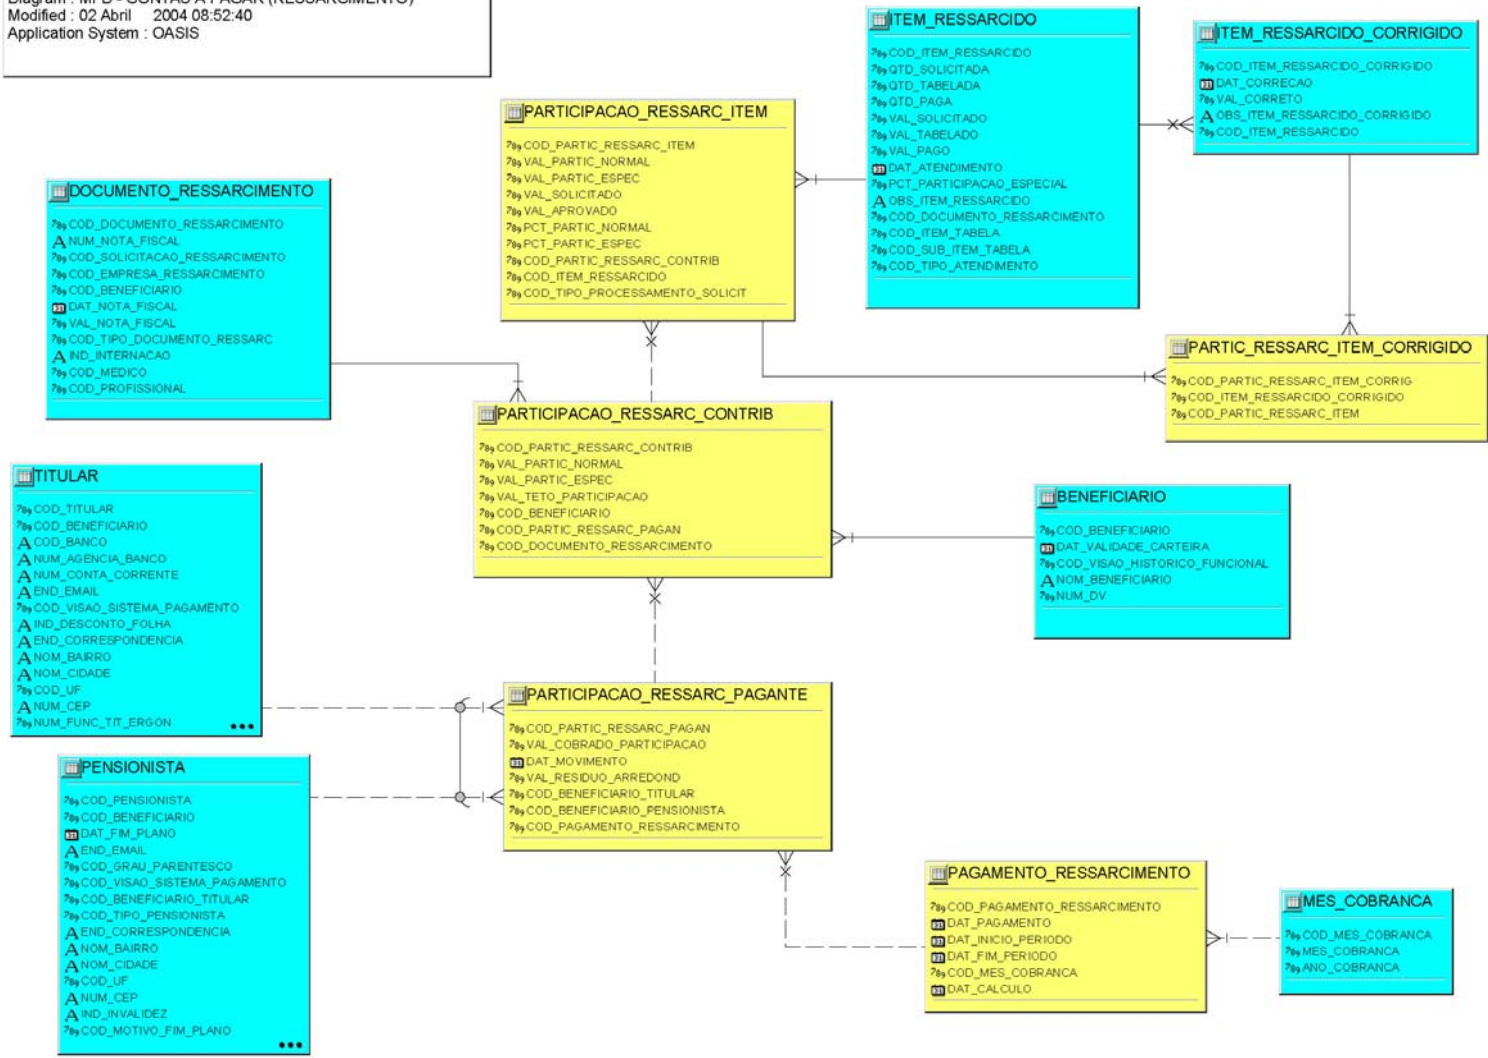 Diagram : MFD - CONTAS A PAGAR (RESSARCIMENTO)
Modified : 02 Abril 2004 08:52:40
Application System : OASIS
ITEM_RESSARCIDO
COD_ITEM_RESSARCIDO
QTD_SOLICITADA
QTD_TABELADA
QTD_PAGA
VAL_SOLICITADO
VAL_TABELADO
VAL_PAGO
DAT_ATENDIMENTO
PCT_PARTICIPACAO_ESPECIAL
OBS_ITEM_RESSARCIDO
COD_DOCUMENTO_RESSARCIMENTO
COD_ITEM_TABELA
COD_SUB_ITEM_TABELA
COD_TIPO_ATENDIMENTO
ITEM_RESSARCIDO_CORRIGIDO
COD_ITEM_RESSARCIDO_CORRIGIDO
DAT_CORRECAO
VAL_CORRETO
OBS_ITEM_RESSARCIDO_CORRIGIDO
COD_ITEM_RESSARCIDO
PARTICIPACAO_RESSARC_ITEM
COD_PARTIC_RESSARC_ITEM
VAL_PARTIC_NORMAL
VAL_PARTIC_ESPEC
VAL_SOLICITADO
VAL_APROVADO
PCT_PARTIC_NORMAL
PCT_PARTIC_ESPEC
COD_PARTIC_RESSARC_CONTRIB
COD_ITEM_RESSARCIDO
COD_TIPO_PROCESSAMENTO_SOLICIT
DOCUMENTO_RESSARCIMENTO
COD_DOCUMENTO_RESSARCIMENTO
NUM_NOTA_FISCAL
COD_SOLICITACAO_RESSARCIMENTO
COD_EMPRESA_RESSARCIMENTO
COD_BENEFICIARIO
DAT_NOTA_FISCAL
VAL_NOTA_FISCAL
COD_TIPO_DOCUMENTO_RESSARC
IND_INTERNACAO
COD_MEDICO
COD_PROFISSIONAL
PARTIC_RESSARC_ITEM_CORRIGIDO
COD_PARTIC_RESSARC_ITEM_CORRIG
COD_ITEM_RESSARCIDO_CORRIGIDO
COD_PARTIC_RESSARC_ITEM
PARTICIPACAO_RESSARC_CONTRIB
COD_PARTIC_RESSARC_CONTRIB
VAL_PARTIC_NORMAL
VAL_PARTIC_ESPEC
VAL_TETO_PARTICIPACAO
COD_BENEFICIARIO
COD_PARTIC_RESSARC_PAGAN
COD_DOCUMENTO_RESSARCIMENTO
TITULAR
COD_TITULAR
COD_BENEFICIARIO
COD_BANCO
NUM_AGENCIA_BANCO
NUM_CONTA_CORRENTE
END_EMAIL
COD_VISAO_SISTEMA_PAGAMENTO
IND_DESCONTO_FOLHA
END_CORRESPONDENCIA
NOM_BAIRRO
NOM_CIDADE
COD_UF
NUM_CEP
NUM_FUNC_TIT_ERGON
BENEFICIARIO
COD_BENEFICIARIO
DAT_VALIDADE_CARTEIRA
COD_VISAO_HISTORICO_FUNCIONAL
NOM_BENEFICIARIO
NUM_DV
PARTICIPACAO_RESSARC_PAGANTE
COD_PARTIC_RESSARC_PAGAN
VAL_COBRADO_PARTICIPACAO
DAT_MOVIMENTO
VAL_RESIDUO_ARREDOND
COD_BENEFICIARIO_TITULAR
COD_BENEFICIARIO_PENSIONISTA
COD_PAGAMENTO_RESSARCIMENTO
PENSIONISTA
COD_PENSIONISTA
COD_BENEFICIARIO
DAT_FIM_PLANO
END_EMAIL
COD_GRAU_PARENTESCO
COD_VISAO_SISTEMA_PAGAMENTO
COD_BENEFICIARIO_TITULAR
COD_TIPO_PENSIONISTA
END_CORRESPONDENCIA
NOM_BAIRRO
NOM_CIDADE
COD_UF
NUM_CEP
IND_INVALIDEZ
COD_MOTIVO_FIM_PLANO
PAGAMENTO_RESSARCIMENTO
COD_PAGAMENTO_RESSARCIMENTO
DAT_PAGAMENTO
DAT_INICIO_PERIODO
DAT_FIM_PERIODO
COD_MES_COBRANCA
DAT_CALCULO
MES_COBRANCA
COD_MES_COBRANCA
MES_COBRANCA
ANO_COBRANCA